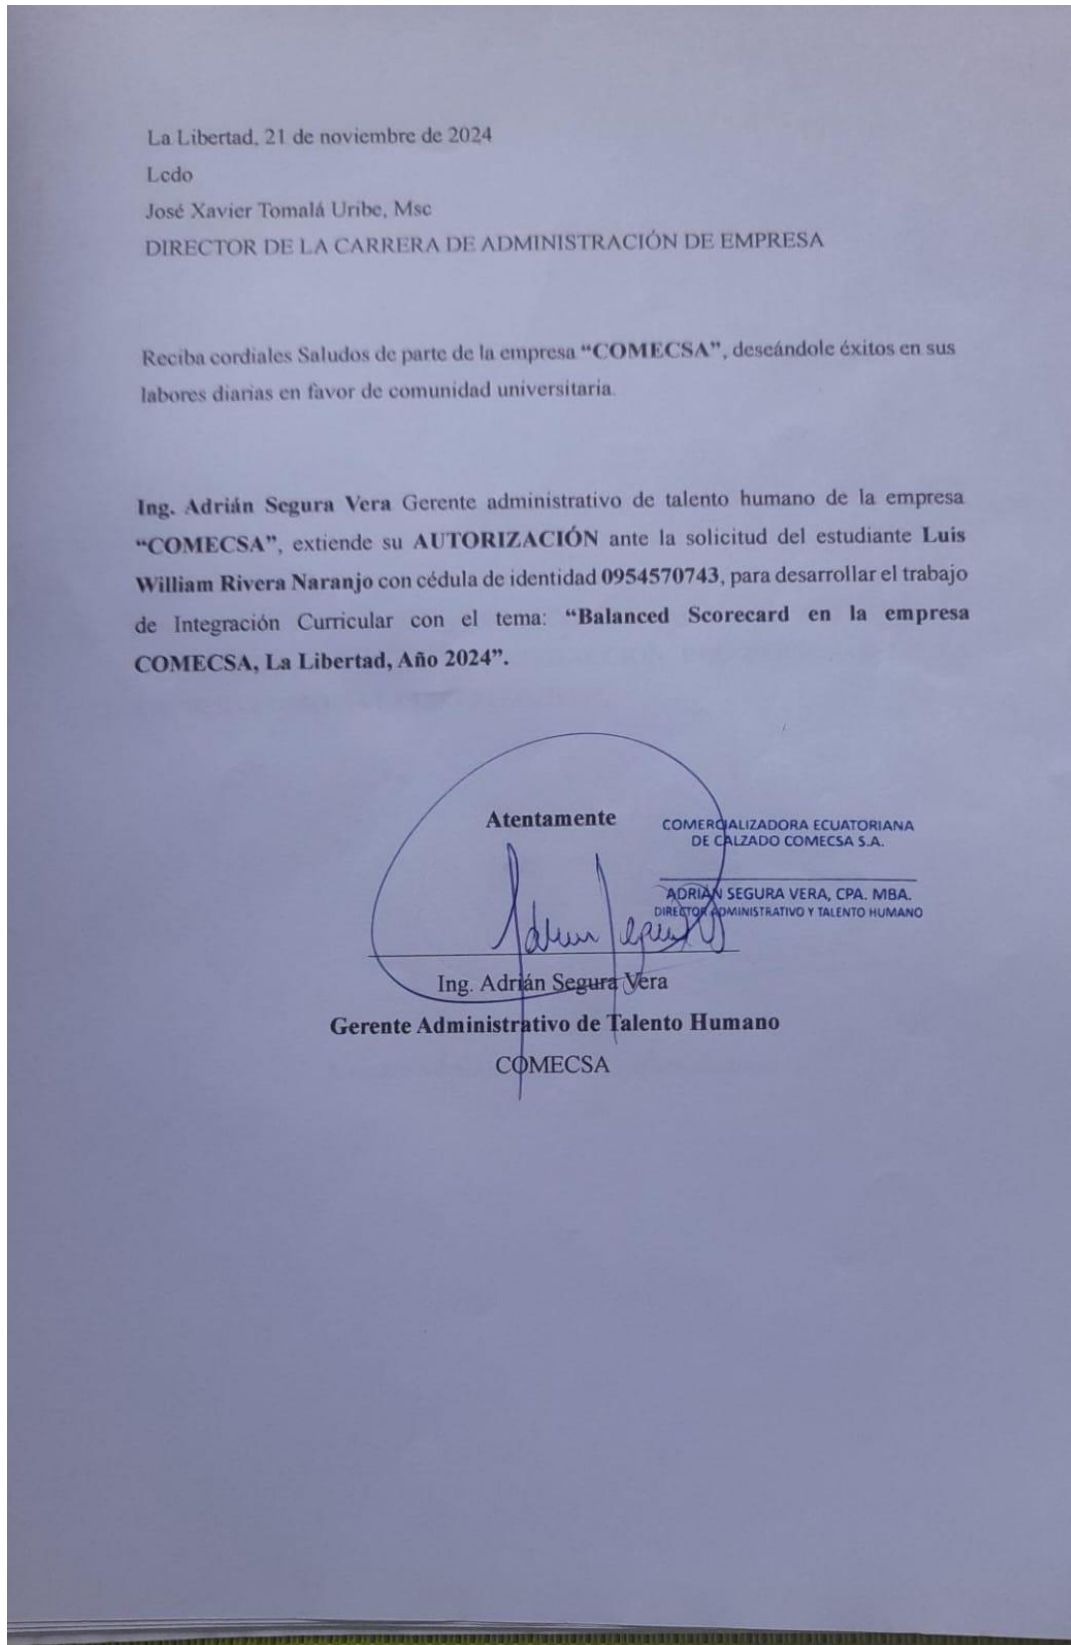 La Libertad, 21 de noviembre de 2024
Lcdo
José Xavier Tomalá Uribe, Msc
DIRECTOR DE LA CARRERA DE ADMINISTRACIÓN DE EMPRESA
Reciba cordiales Saludos de parte de la empresa “COMECSA”, deseándole éxitos en sus
labores diarias en favor de comunidad universitaria.
Ing. Adrián Segura Vera Gerente administrativo de talento humano de la empresa
“COMECSA”, extiende su AUTORIZACIÓN ante la solicitud del estudiante Luis
William Rivera Naranjo con cédula de identidad 0954570743, para desarrollar el trabajo
de Integración Curricular con el tema: “Balanced Scorecard en la empresa
COMECSA, La Libertad, Año 2024”.
Atentamente
COMERCIALIZADORA ECUATORIANA
DE CALZADO COMECSA S.A.
ADRIÁN SEGURA VERA, CPA. MBA.
DIRECTOR ADMINISTRATIVO Y TALENTO HUMANO
Adrian Segura V
Ing. Adrián Segura Vera
Gerente Administrativo de Talento Humano
COMECSA